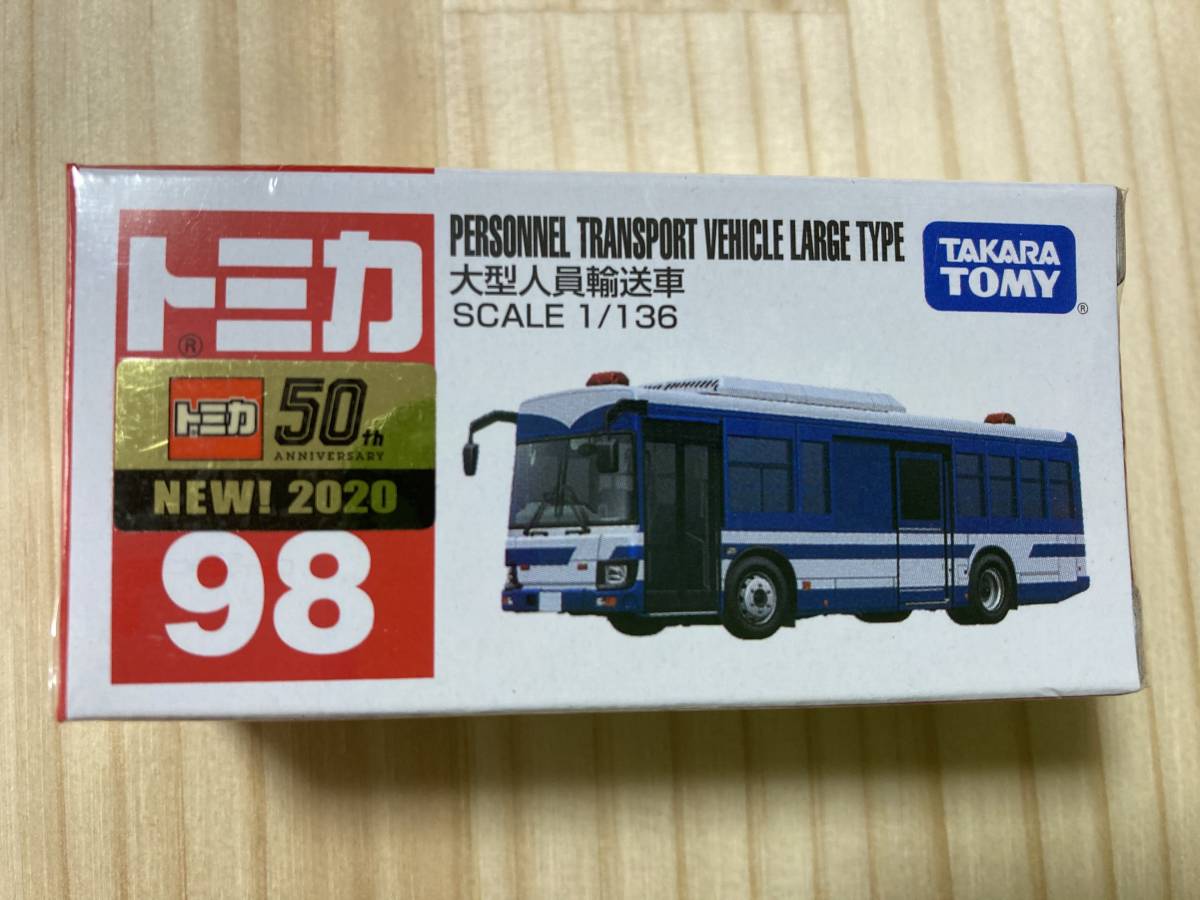 トミカ
®
トミカ
50th
ANNIVERSARY
NEW! 2020
98
PERSONNEL TRANSPORT VEHICLE LARGE TYPE
大型人員輸送車
SCALE 1/136
TAKARA
TOMY
®